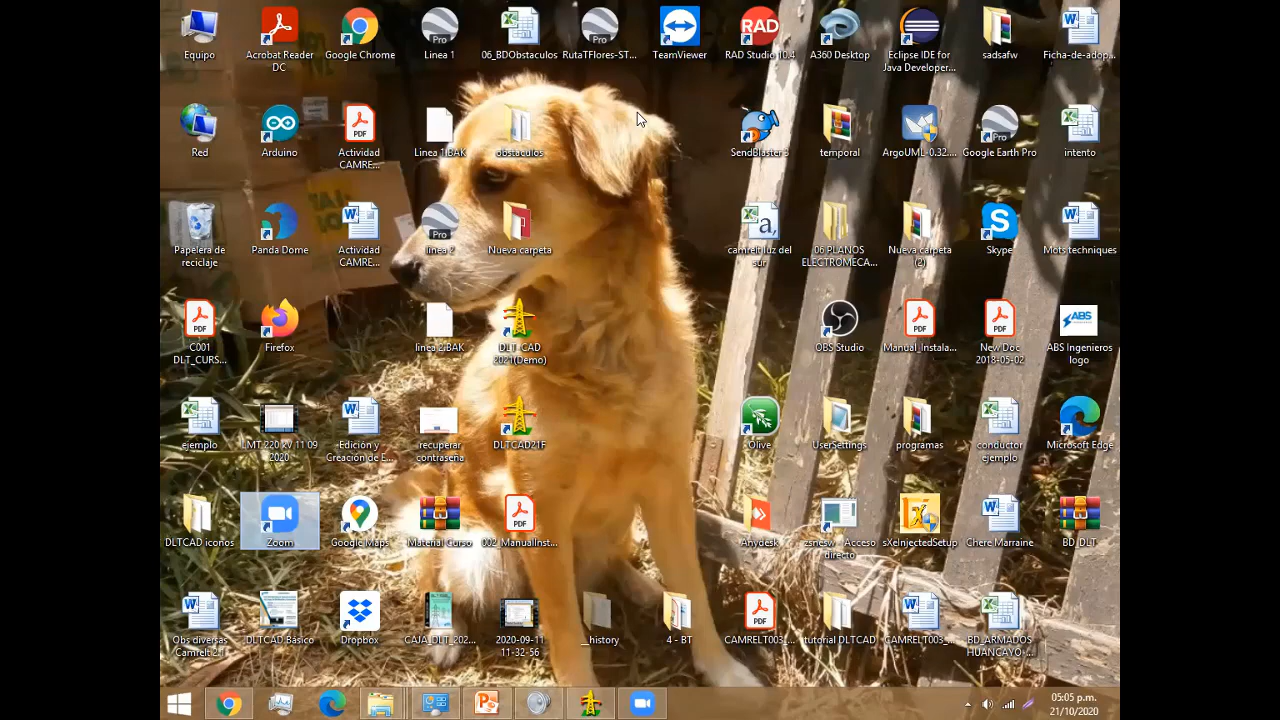 Equipo
Acrobat Reader
DC
Google Chrome
Linea 1
06_BDObstaculos
RutaTFlores-ST...
TeamViewer
RAD
RAD Studio 10.4
A360 Desktop
Eclipse IDE for
Java Developer...
sadsafw
Ficha-de-adop...
Red
Arduino
Actividad
CAMRE...
Linea 1.BAK
obstaculos
SendBlaster 3
temporal
ArgoUML-0.32....
Google Earth Pro
intento
Papelera de
reciclaje
Panda Dome
Actividad
CAMRE...
linea 2
Nueva carpeta
camrelt luz del
sur
06 PLANOS
ELECTROMECA...
Nueva carpeta
(2)
Skype
Mots techniques
C001
DLT_CURS...
Firefox
linea 2.BAK
DLT_CAD
2021(Demo)
OBS Studio
Manual_Instala...
New Doc
2018-05-02
ABS
ABS Ingenieros
logo
ejemplo
LMT 220 kv 11 09
2020
Edición y
Creación de E...
recuperar
contraseña
DLTCAD21F
Olive
UserSettings
programas
conductor
ejemplo
Microsoft Edge
DLTCAD iconos
Zoom
Google Maps
Material Curso
002_ManualInst...
Anydesk
zsnesw - Acceso
directo
sXeInjectedSetup
Chere Marraine
BD_DLT
Obs diversas
Camrelt 2.1
DLTCAD Básico
Dropbox
CAJA_DLT_202...
2020-09-11
11-32-56
__history
4 - BT
CAMRELT003_...
tutorial DLTCAD
CAMRELT003_...
BD_ARMADOS
HUANCAYO-...
05:05 p.m.
21/10/2020